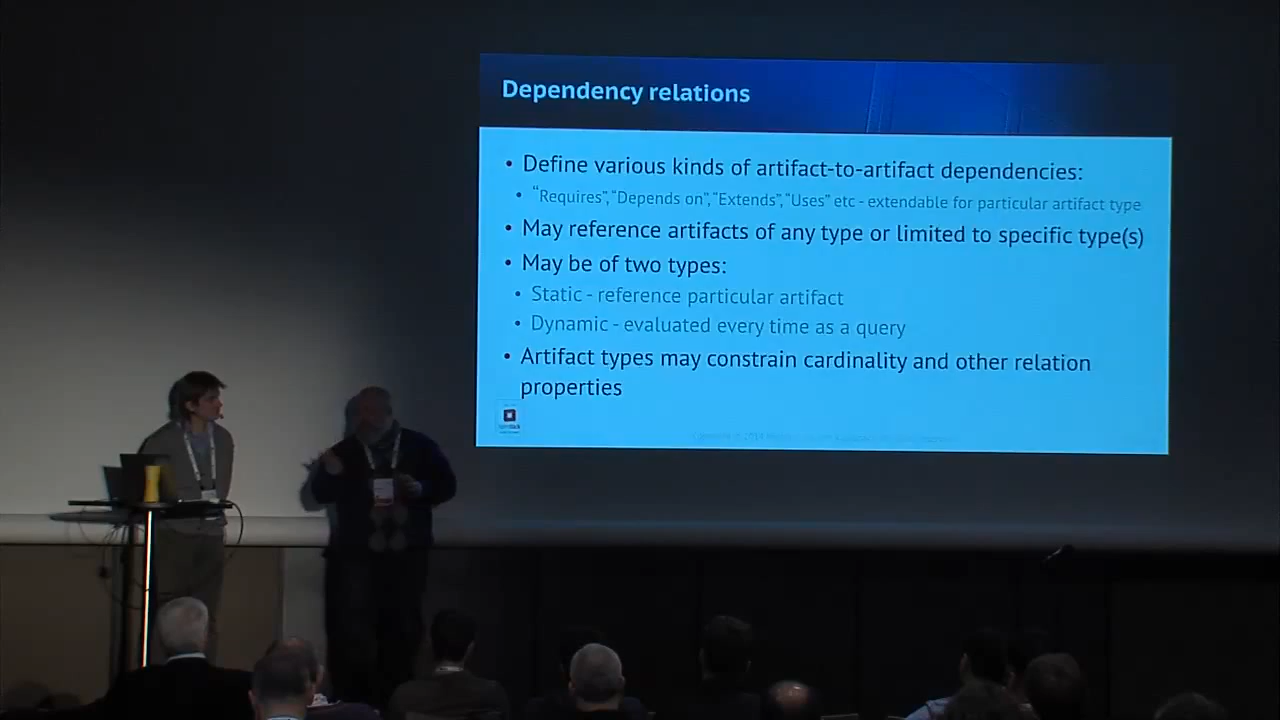 Dependency relations
• Define various kinds of artifact-to-artifact dependencies:
• “Requires”, “Depends on”, “Extends”, “Uses” etc - extendable for particular artifact type
• May reference artifacts of any type or limited to specific type(s)
• May be of two types:
• Static - reference particular artifact
• Dynamic - evaluated every time as a query
• Artifact types may constrain cardinality and other relation
properties
openstack